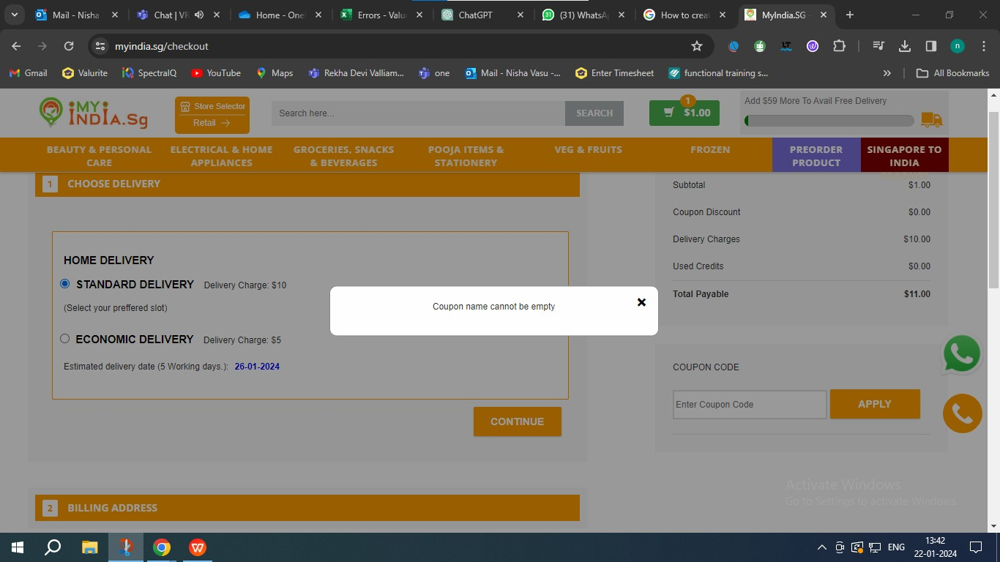 Mail - Nisha
Chat | VR
Home - One
Errors - Valu
ChatGPT
(31) WhatsA
How to creat
MyIndia.SG -
myindia.sg/checkout
n
Gmail
Valurite
SpectralQ
YouTube
Maps
Rekha Devi Valliam...
one
Mail - Nisha Vasu -...
Enter Timesheet
functional training s...
»
All Bookmarks
MY
INDIA.Sg
Store Selector
Retail →
Search here...
SEARCH
1
$1.00
Add $59 More To Avail Free Delivery
BEAUTY & PERSONAL
CARE
ELECTRICAL & HOME
APPLIANCES
GROCERIES, SNACKS
& BEVERAGES
POOJA ITEMS &
STATIONERY
VEG & FRUITS
FROZEN
PREORDER
PRODUCT
SINGAPORE TO
INDIA
1 CHOOSE DELIVERY
HOME DELIVERY
STANDARD DELIVERY Delivery Charge: $10
(Select your preffered slot)
ECONOMIC DELIVERY Delivery Charge: $5
Estimated delivery date (5 Working days.): 26-01-2024
CONTINUE
2 BILLING ADDRESS
Coupon name cannot be empty
Subtotal $1.00
Coupon Discount $0.00
Delivery Charges $10.00
Used Credits $0.00
Total Payable $11.00
COUPON CODE
Enter Coupon Code
APPLY
Activate Windows
Go to Settings to activate Windows.
ENG
13:42
22-01-2024